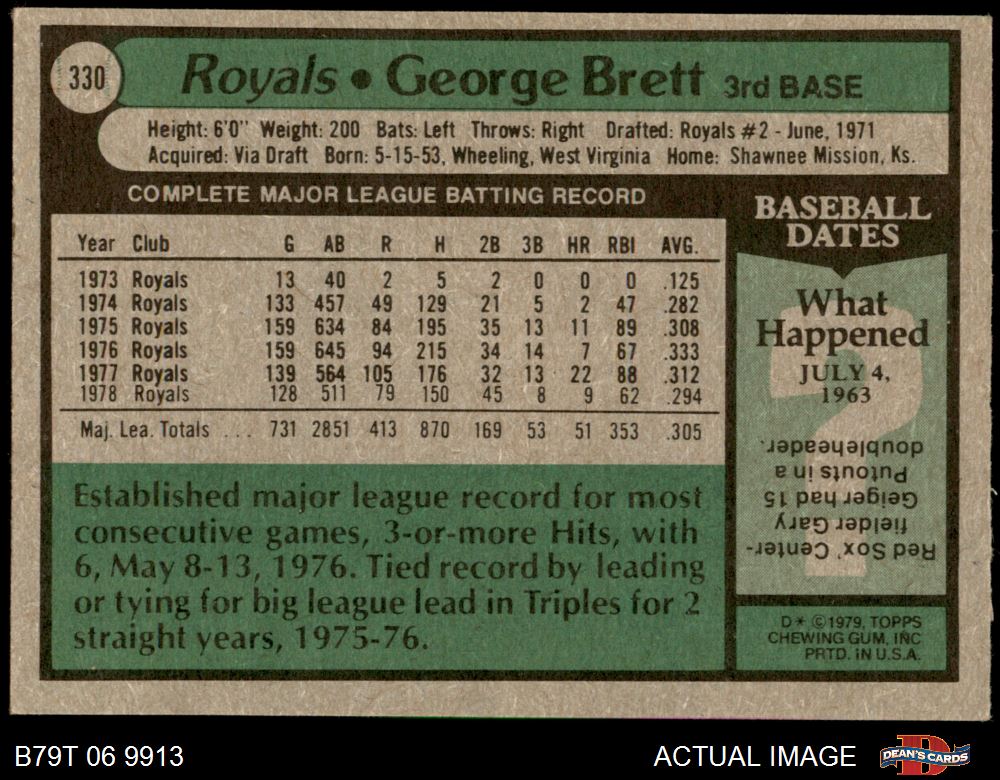 330
Royals • George Brett 3rd BASE
Height: 6'0" Weight: 200 Bats: Left Throws: Right Drafted: Royals #2 - June, 1971
Acquired: Via Draft Born: 5-15-53, Wheeling, West Virginia Home: Shawnee Mission, Ks.
COMPLETE MAJOR LEAGUE BATTING RECORD
Year Club G AB R H 2B 3B HR RBI AVG.
1973 Royals 13 40 2 5 2 0 0 0 .125
1974 Royals 133 457 49 129 21 5 2 47 .282
1975 Royals 159 634 84 195 35 13 11 89 .308
1976 Royals 159 645 94 215 34 14 7 67 .333
1977 Royals 139 564 105 176 32 13 22 88 .312
1978 Royals 128 511 79 150 45 8 9 62 .294
Maj. Lea. Totals ... 731 2851 413 870 169 53 51 353 .305
Established major league record for most
consecutive games, 3-or-more Hits, with
6, May 8-13, 1976. Tied record by leading
or tying for big league lead in Triples for 2
straight years, 1975-76.
BASEBALL
DATES
What
Happened
JULY 4,
1963
?
Red Sox' Center-
fielder Gary
Geiger had 15
Putouts in a
doubleheader.
D* ©1979, TOPPS
CHEWING GUM, INC
PRTD. IN U.S.A.
B79T 06 9913
ACTUAL IMAGE
D
DEAN'S CARDS